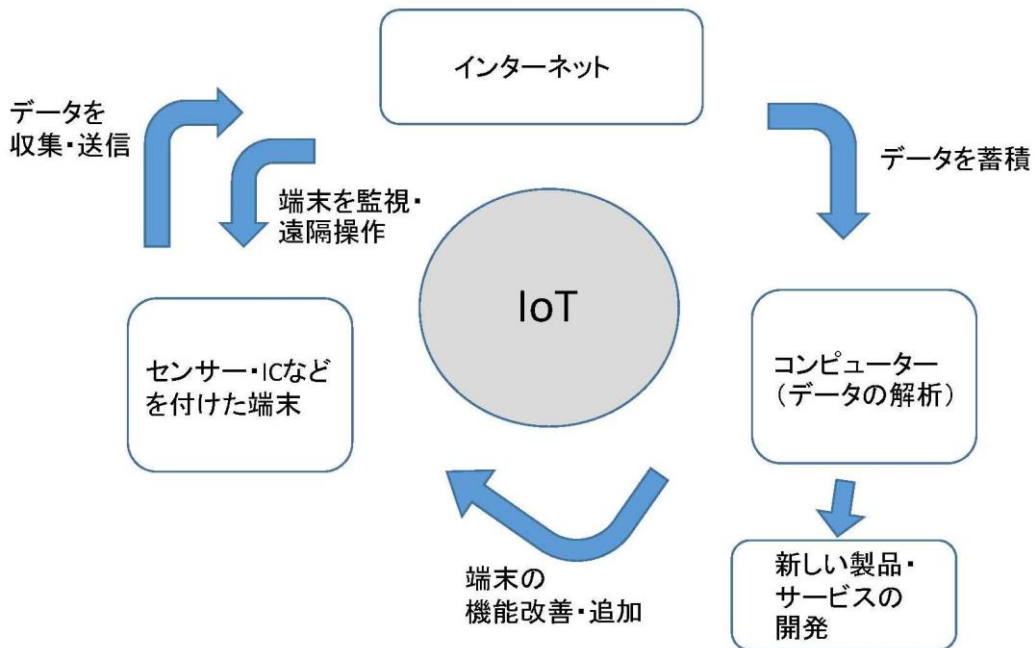 インターネット
データを
収集・送信
データを蓄積
端末を監視・
遠隔操作
IoT
センサー・ICなど
を付けた端末
コンピューター
（データの解析）
端末の
機能改善・追加
新しい製品・
サービスの
開発